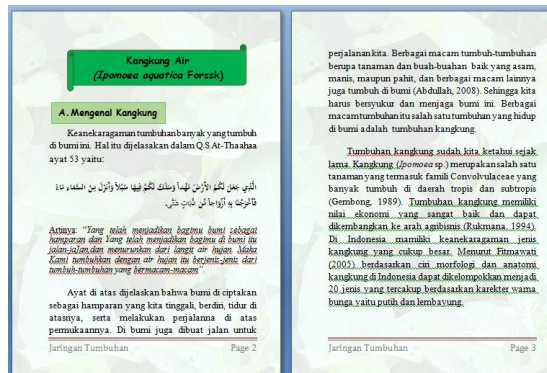 Kangkung Air
(Ipomoea aquatica Forssk)
A.Mengenal Kangkung
Keanekaragaman tumbuhan banyak yang tumbuh
di bumi ini. Hal itu dijelaskan dalam Q.S At-Thaahaa
ayat 53 yaitu:
الَّذِي جَعَلَ لَكُمُ الْأَرْضَ مَهْداً وَسَلَكَ لَكُمْ فِيهَا سُبُلاً وَأَنْزَلَ مِنَ السَّمَاء مَاءً
فَأَخْرَجْنَا بِهِ أَزْوَاجاً مِّن نَّبَاتٍ شَتَّى.
Artinya: "Yang telah menjadikan bagimu bumi sebagai
hamparan dan Yang telah menjadikan bagimu di bumi itu
jalan-jalan,dan menurunkan dari langit air hujan. Maka
Kami tumbuhkan dengan air hujan itu berjenis-jenis dari
tumbuh-tumbuhan yang bermacam-macam"
Ayat di atas dijelaskan bahwa bumi di ciptakan
sebagai hamparan yang kita tinggali, berdiri, tidur di
atasnya, serta melakukan perjalanna di atas
permukaannya. Di bumi juga dibuat jalan untuk
Jaringan Tumbuhan Page 2
perjalanan kita. Berbagai macam tumbuh-tumbuhan
berupa tanaman dan buah-buahan baik yang asam,
manis, maupun pahit, dan berbagai macam lainnya
juga tumbuh di bumi (Abdullah, 2008). Sehingga kita
harus bersyukur dan menjaga bumi ini. Berbagai
macam tumbuhan itu salah satu tumbuhan yang hidup
di bumi adalah tumbuhan kangkung.
Tumbuhan kangkung sudah kita ketahui sejak
lama. Kangkung (Ipomoea sp.) merupakan salah satu
tanaman yang termasuk famili Convolvulaceae yang
banyak tumbuh di daerah tropis dan subtropis
(Gembong, 1989). Tumbuhan kangkung memiliki
nilai ekonomi yang sangat baik dan dapat
dikembangkan ke arah agribisnis (Rukmana, 1994).
Di Indonesia mamiliki keanekaragaman jenis
kangkung yang cukup besar. Menurut Fitmawati
(2005) berdasarkan ciri morfologi dan anatomi
kangkung di Indonesia dapat dikelompokkan menjadi
20 jenis yang tercakup berdasarkan karekter warna
bunga yaitu putih dan lembayung.
Jaringan Tumbuhan Page 3